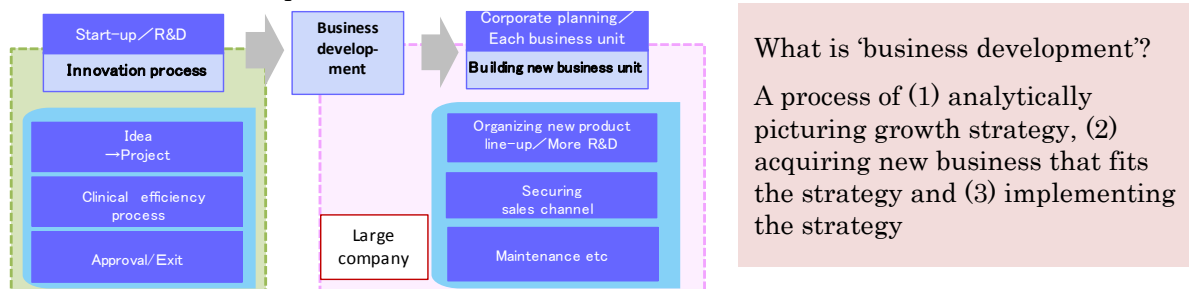 Start-up／R&D
Innovation process
Business
develop-
ment
Corporate planning／
Each business unit
Building new business unit
Idea
→Project
Clinical efficiency
process
Approval/Exit
Large
company
Organizing new product
line-up／More R&D
Securing
sales channel
Maintenance etc
What is ‘business development’?
A process of (1) analytically
picturing growth strategy, (2)
acquiring new business that fits
the strategy and (3) implementing
the strategy